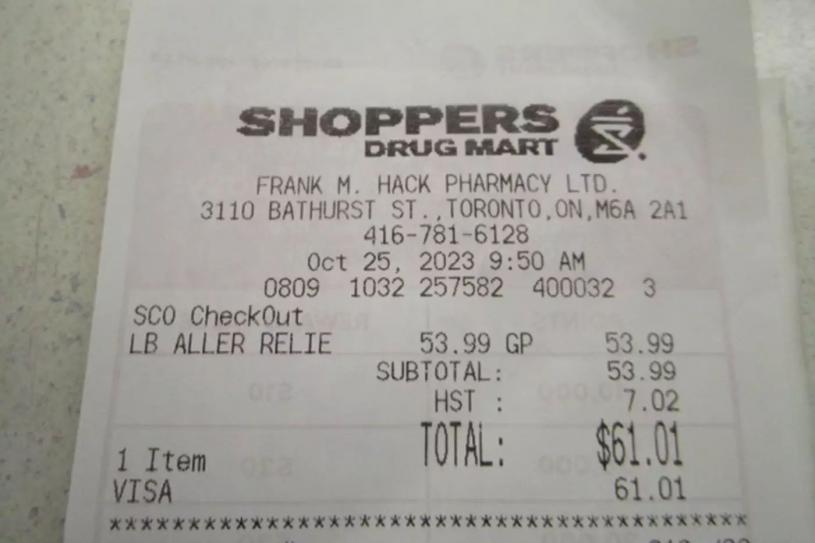 SHOPPERS
DRUG MART
FRANK M. HACK PHARMACY LTD.
3110 BATHURST ST.,TORONTO,ON,M6A 2A1
416-781-6128
Oct 25, 2023 9:50 AM
0809 1032 257582 400032 3
SCO CheckOut
LB ALLER RELIE 53.99 GP 53.99
SUBTOTAL: 53.99
HST : 7.02
TOTAL: $61.01
1 Item
VISA 61.01
******************************************